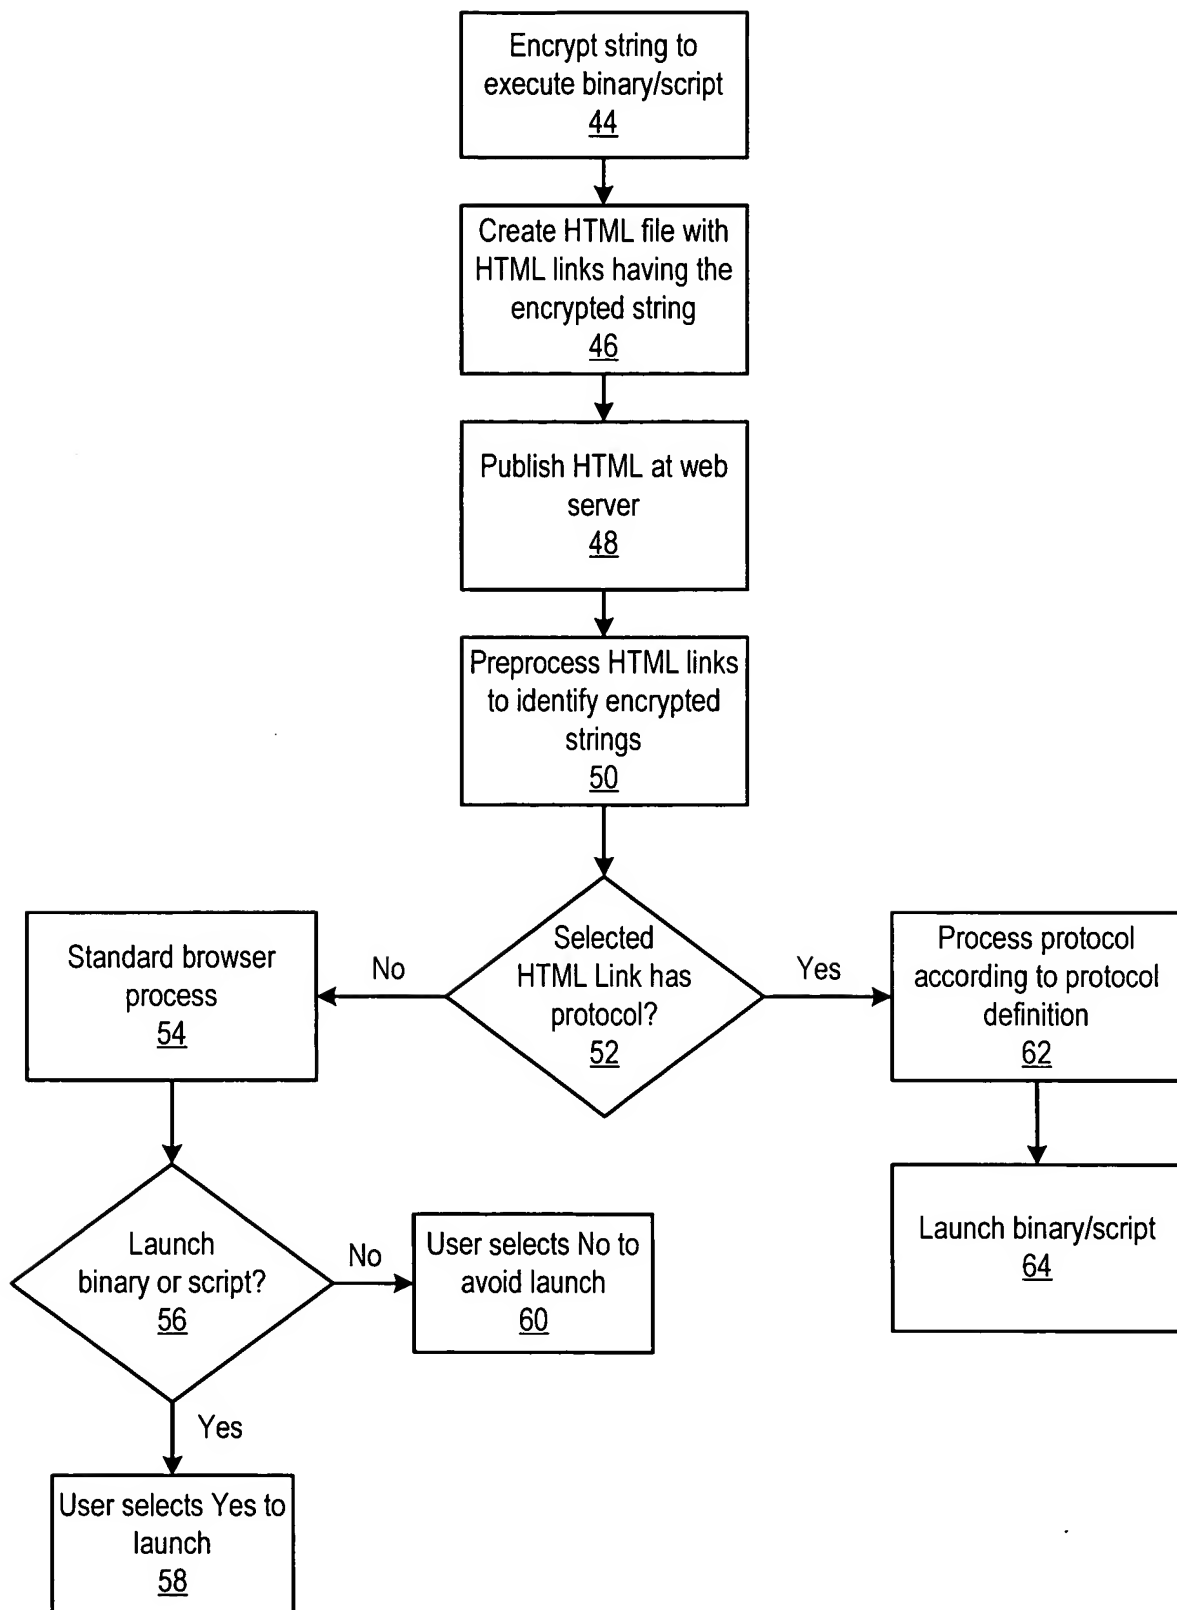 Encrypt string to
execute binary/script
44
Create HTML file with
HTML links having the
encrypted string
46
Publish HTML at web
server
48
Preprocess HTML links
to identify encrypted
strings
50
Selected
HTML Link has
protocol?
52
No
Yes
Standard browser
process
54
Process protocol
according to protocol
definition
62
Launch
binary or script?
56
No
User selects No to
avoid launch
60
Launch binary/script
64
Yes
User selects Yes to
launch
58